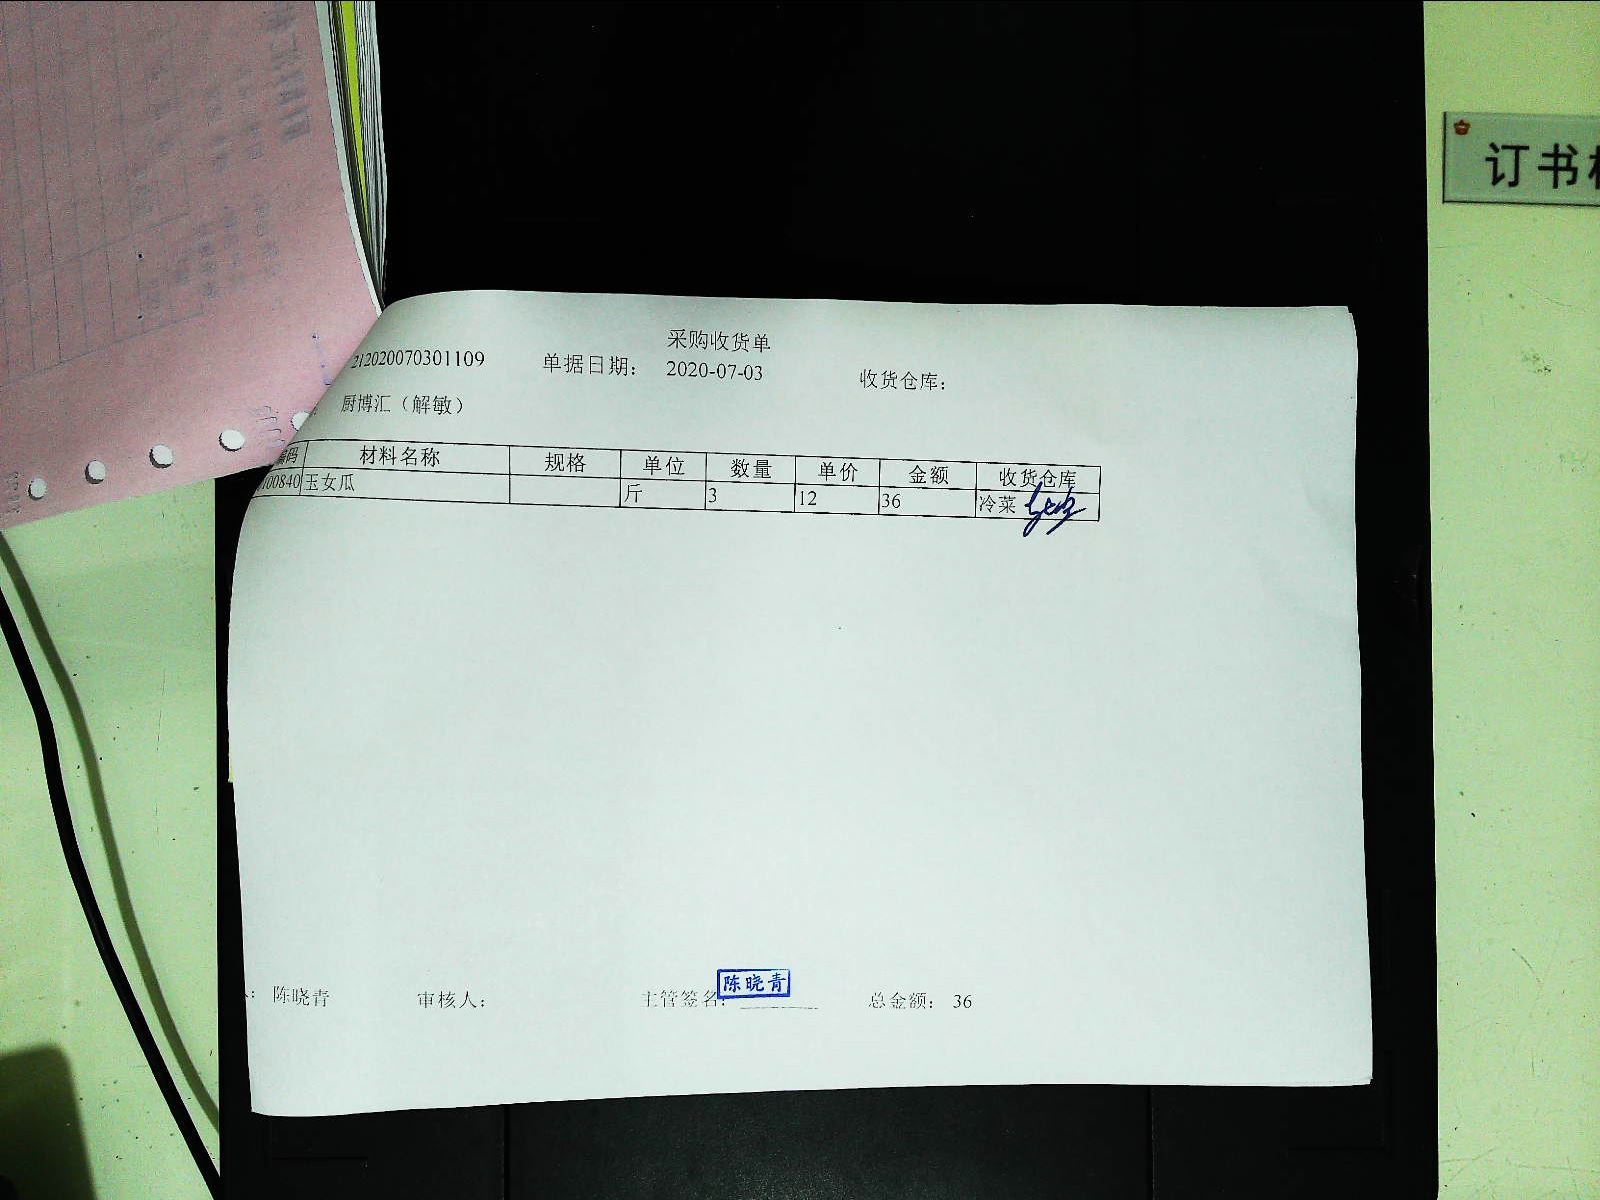 订书
采购收货单
212020070301109 单据日期： 2020-07-03 收货仓库：
厨博汇（解敏）
编码 材料名称 规格 单位 数量 单价 金额 收货仓库
00840 玉女瓜 斤 3 12 36 冷菜
陈晓青 审核人： 主管签名： 陈晓青 总金额： 36